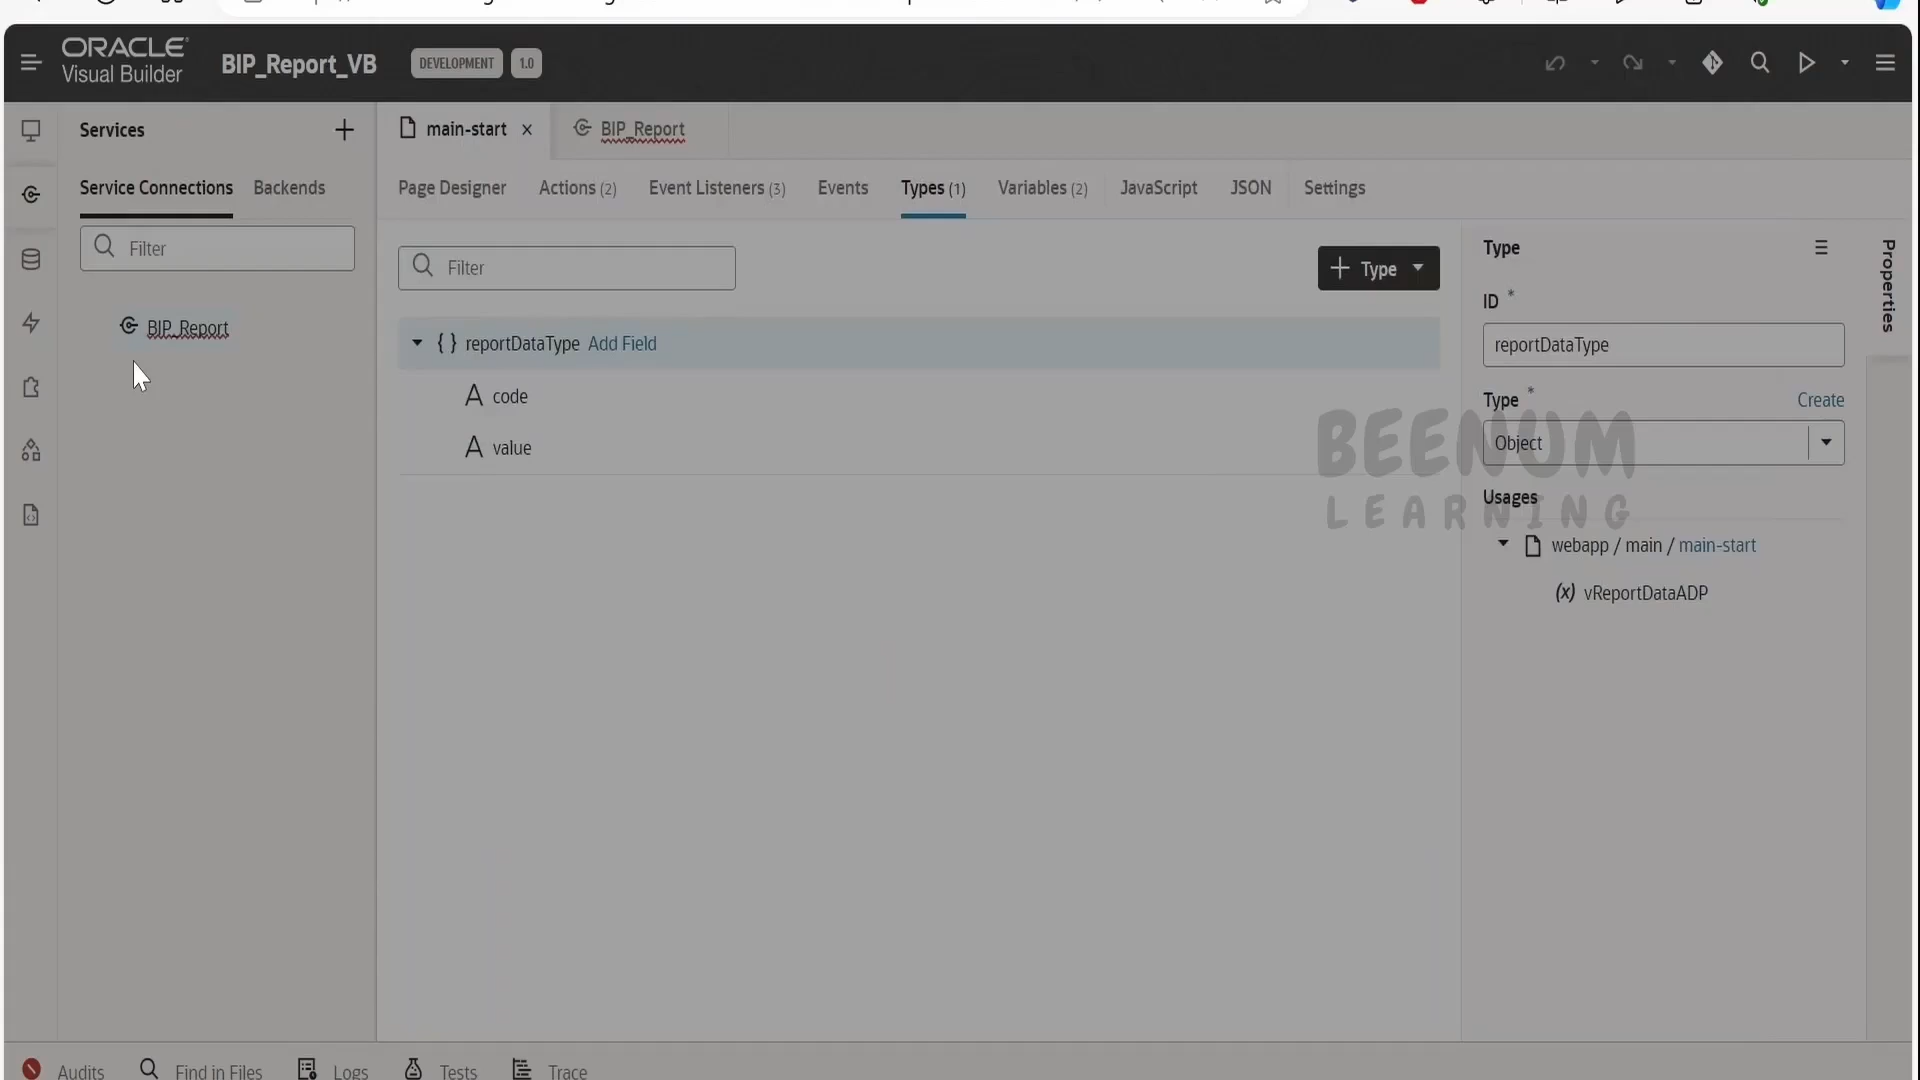 ORACLE
Visual Builder
BIP_Report_VB
DEVELOPMENT
1.0
Services
main-start
BIP_Report
Service Connections
Backends
Page Designer
Actions (2)
Event Listeners (3)
Events
Types (1)
Variables (2)
JavaScript
JSON
Settings
Filter
Filter
Type
Type
Properties
ID *
BIP_Report
reportDataType Add Field
reportDataType
code
Type *
Create
value
Object
BEENUM
LEARNING
Usages
webapp / main / main-start
(x) vReportDataADP
Audits
Find in Files
Logs
Tests
Trace